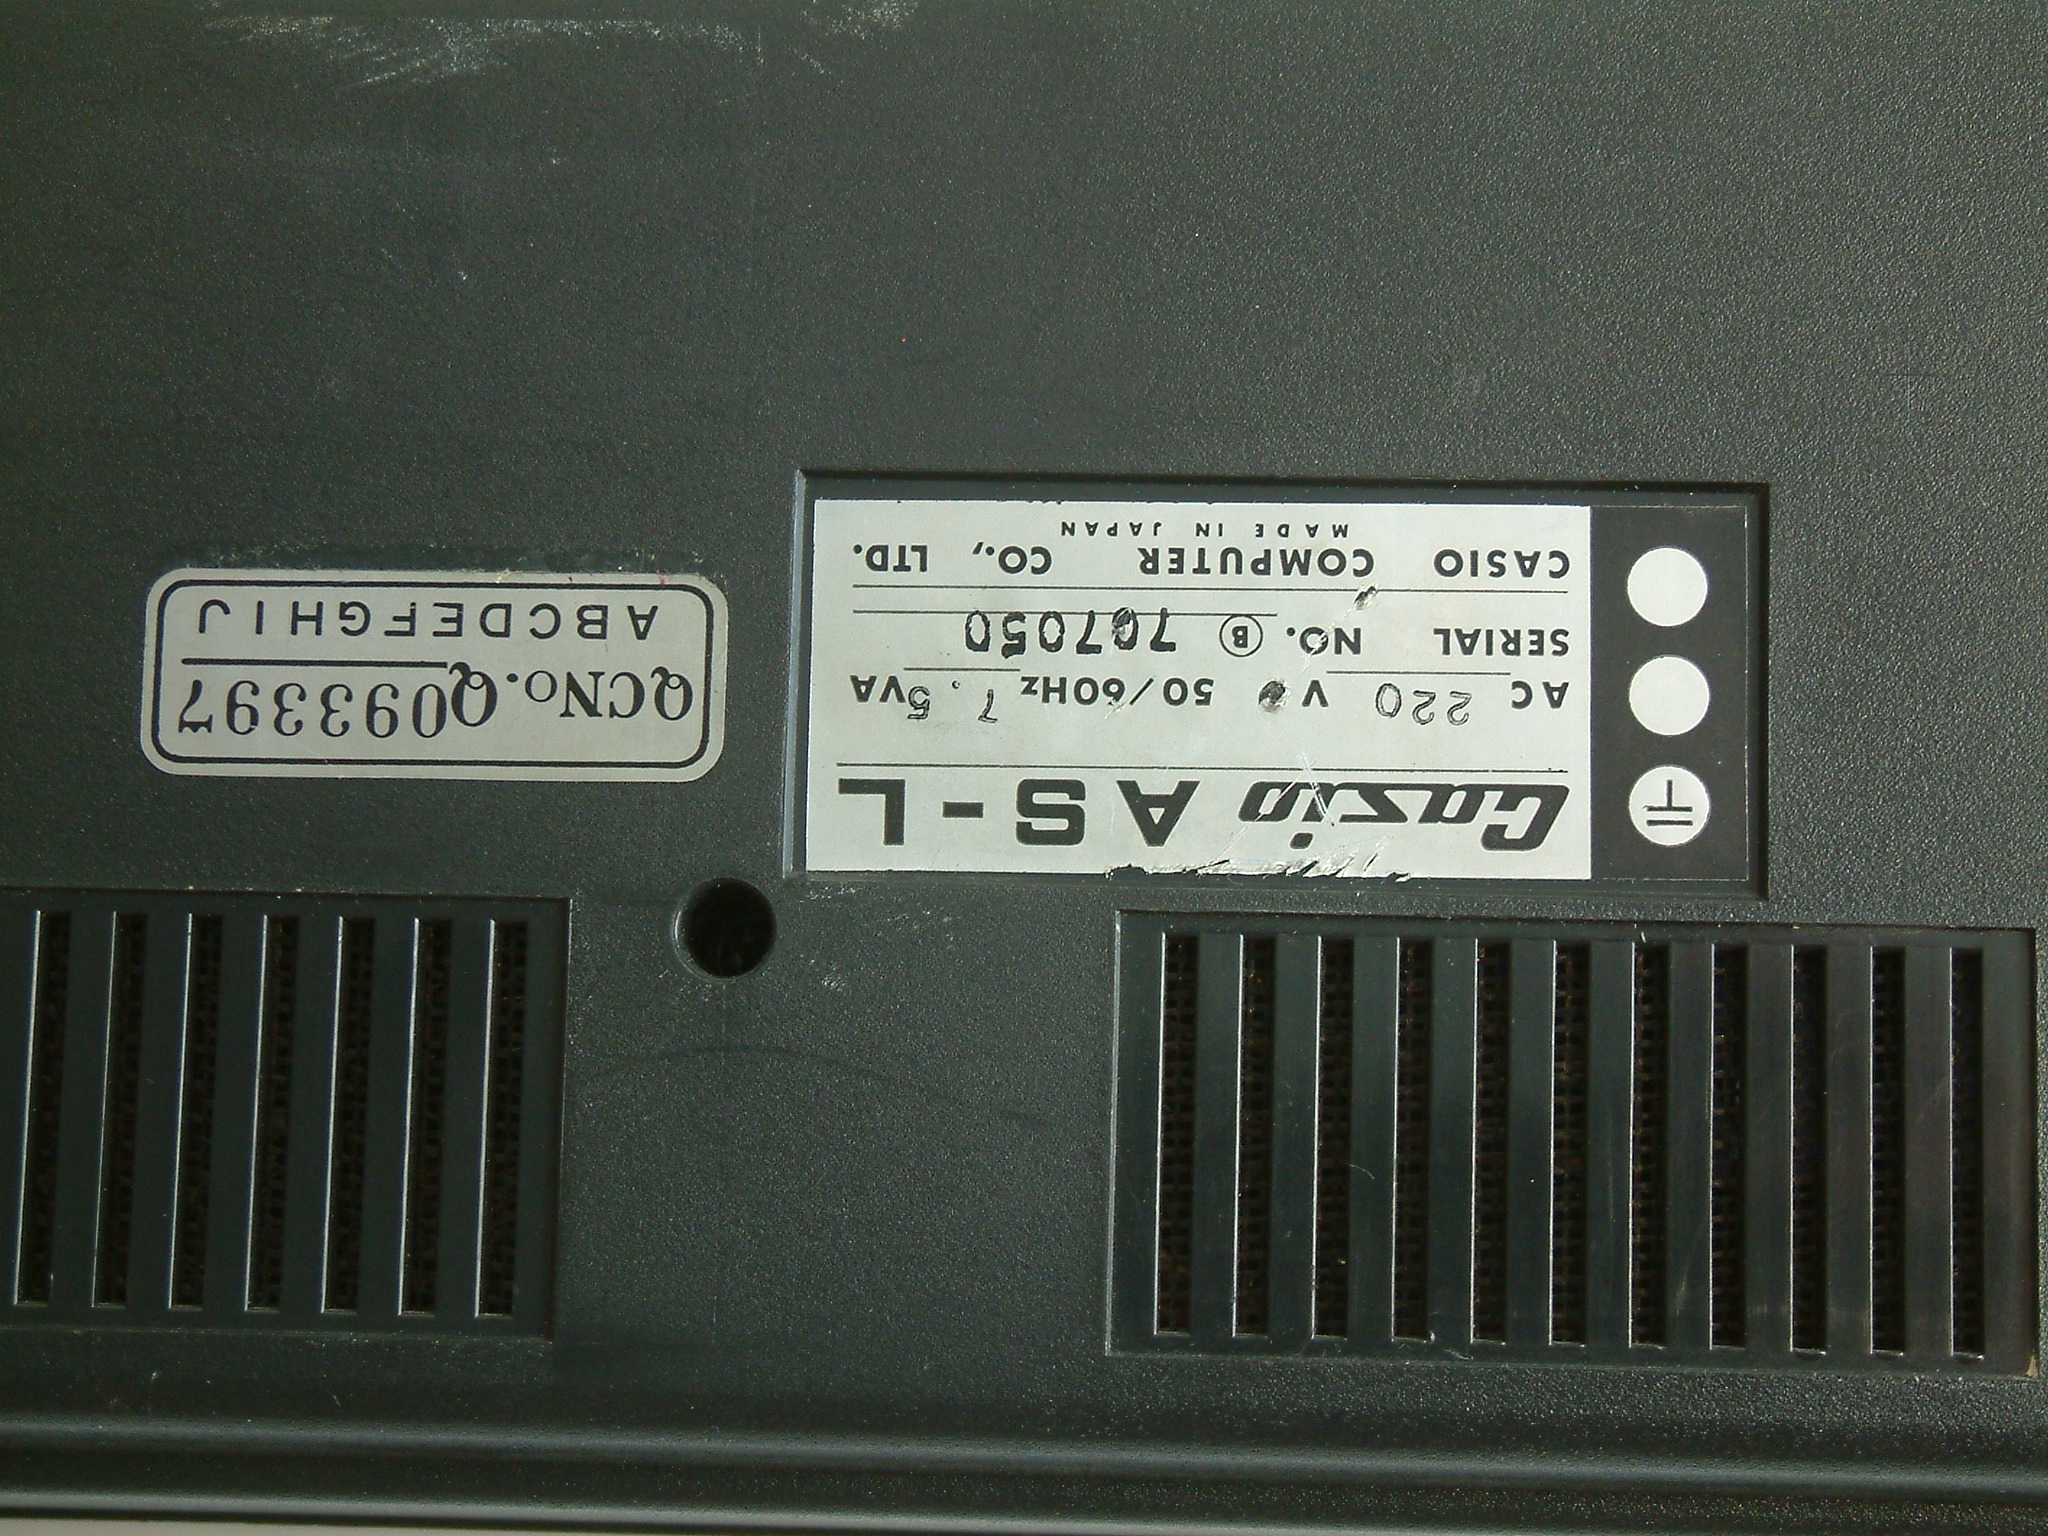 Casio AS-L
AC 220 V 50/60Hz 7.5VA
SERIAL NO. Ⓑ 707050
CASIO COMPUTER CO., LTD.
MADE IN JAPAN
QCNo.Q093397
ABCDEFGHIJ